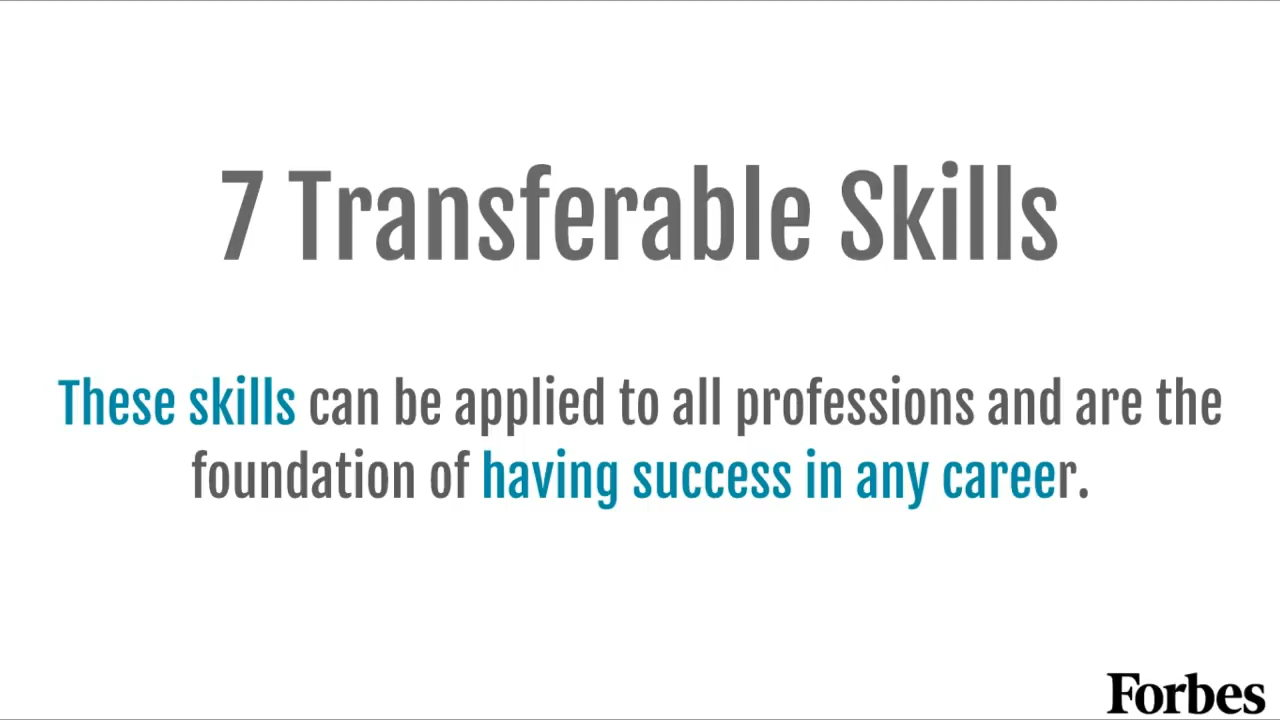 7 Transferable Skills
These skills can be applied to all professions and are the
foundation of having success in any career.
Forbes